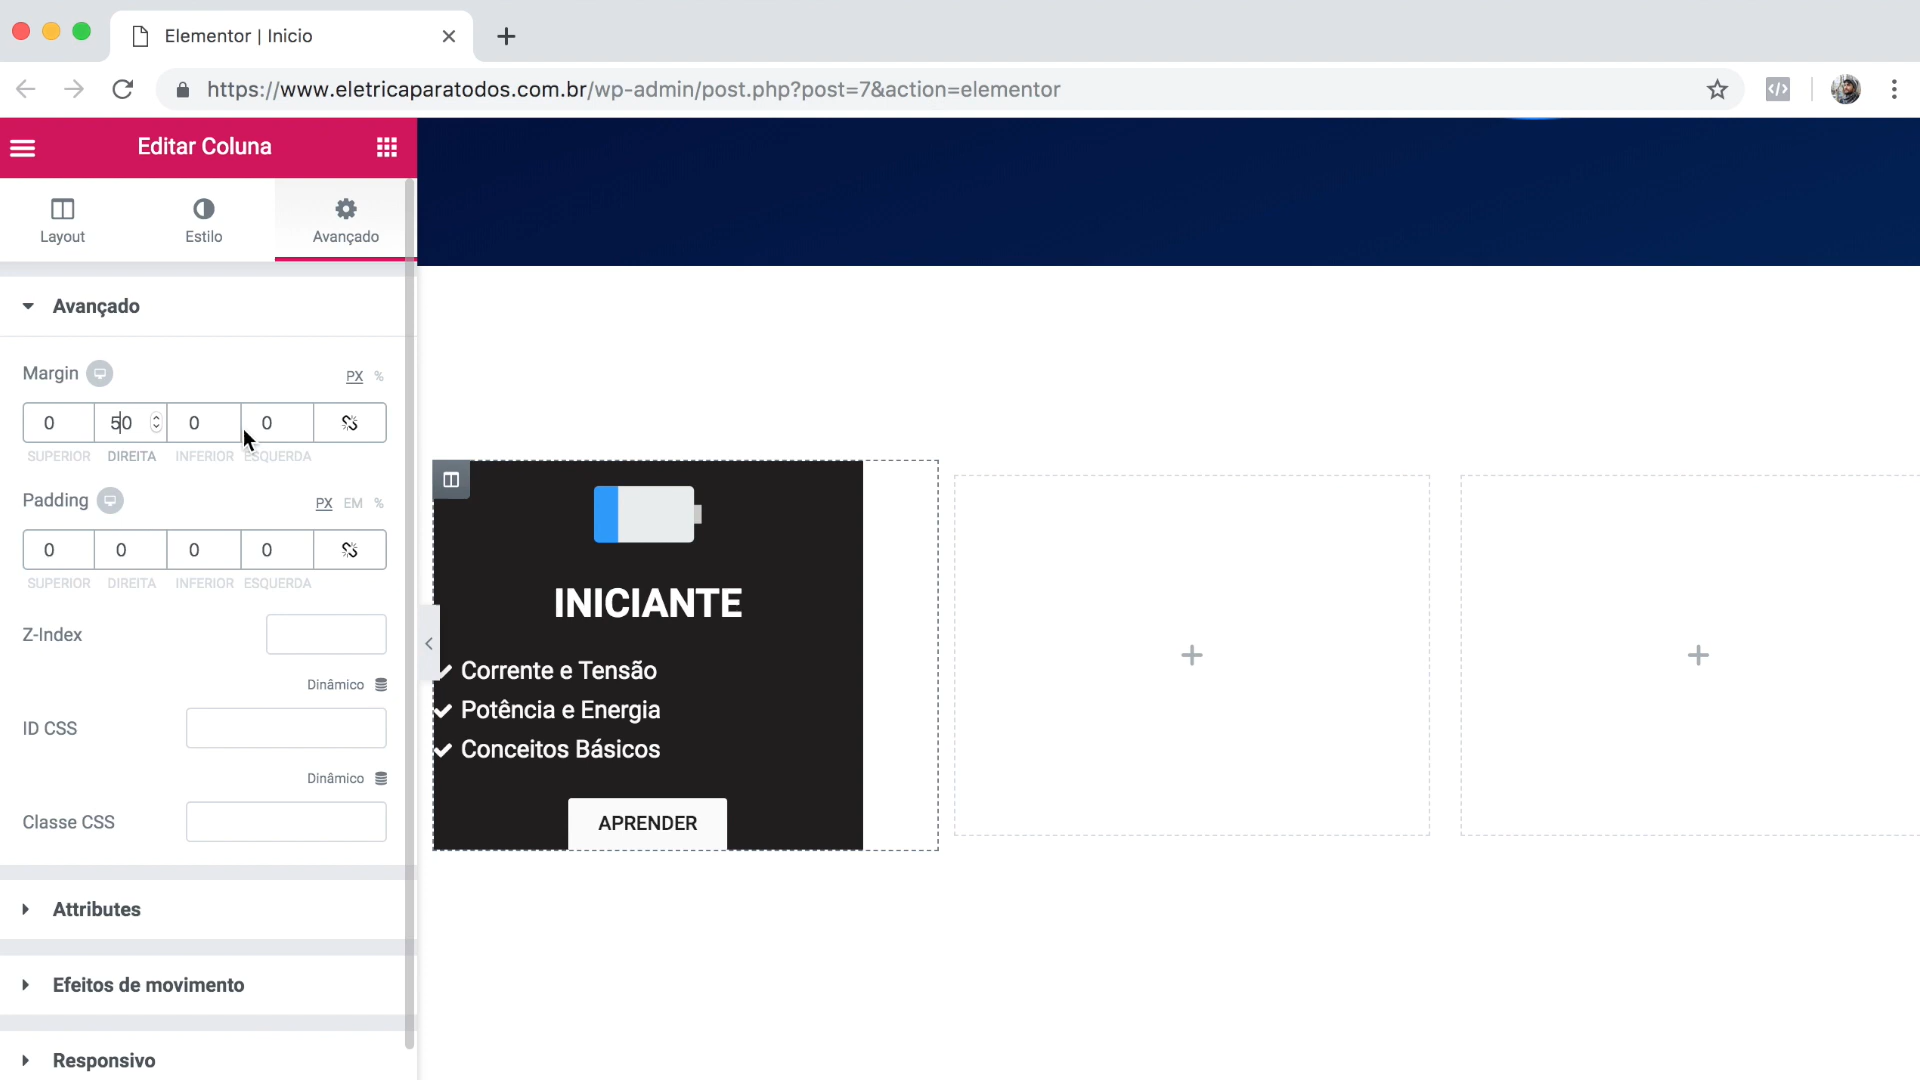 Elementor | Inicio
https://www.eletricaparatodos.com.br/wp-admin/post.php?post=7&action=elementor
Editar Coluna
Layout
Estilo
Avançado
Avançado
Margin
PX %
0 50 0 0
SUPERIOR DIREITA INFERIOR ESQUERDA
Padding
PX EM %
0 0 0 0
SUPERIOR DIREITA INFERIOR ESQUERDA
Z-Index
Dinâmico
ID CSS
Dinâmico
Classe CSS
Attributes
Efeitos de movimento
Responsivo
INICIANTE
Corrente e Tensão
Potência e Energia
Conceitos Básicos
APRENDER